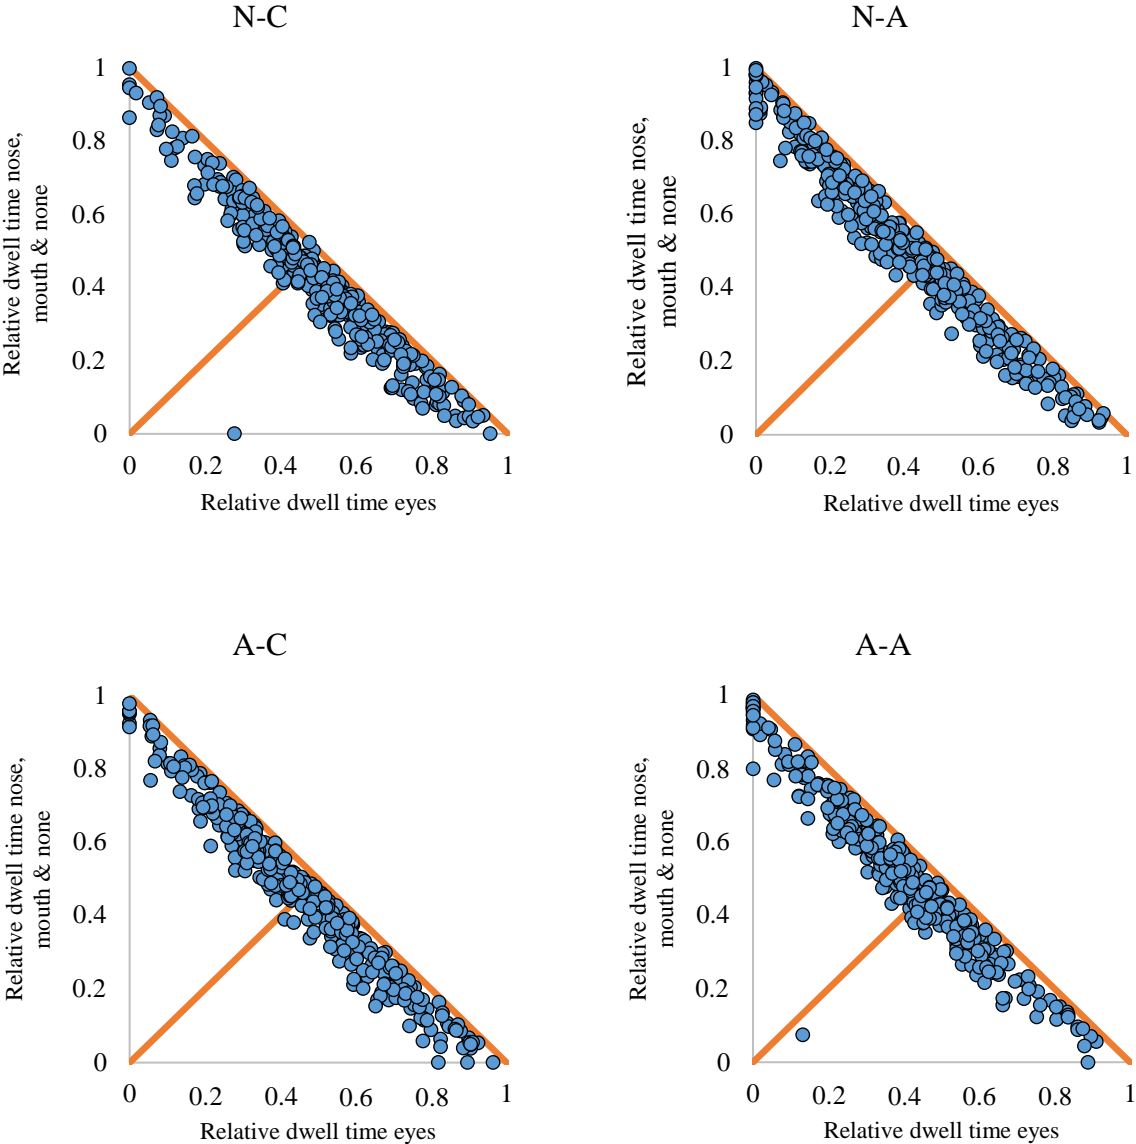 N-C
Relative dwell time nose,
mouth & none
1
0.8
0.6
0.4
0.2
0
0 0.2 0.4 0.6 0.8 1
Relative dwell time eyes
N-A
Relative dwell time nose,
mouth & none
1
0.8
0.6
0.4
0.2
0
0 0.2 0.4 0.6 0.8 1
Relative dwell time eyes
A-C
Relative dwell time nose,
mouth & none
1
0.8
0.6
0.4
0.2
0
0 0.2 0.4 0.6 0.8 1
Relative dwell time eyes
A-A
Relative dwell time nose,
mouth & none
1
0.8
0.6
0.4
0.2
0
0 0.2 0.4 0.6 0.8 1
Relative dwell time eyes